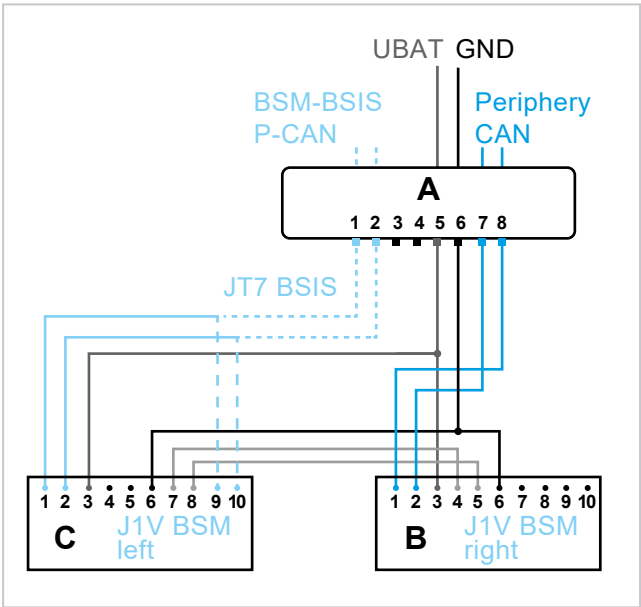 UBAT GND
BSM-BSIS
P-CAN
Periphery
CAN
A
1 2 3 4 5 6 7 8
JT7 BSIS
1 2 3 4 5 6 7 8 9 10
C
J1V BSM
left
1 2 3 4 5 6 7 8 9 10
B
J1V BSM
right